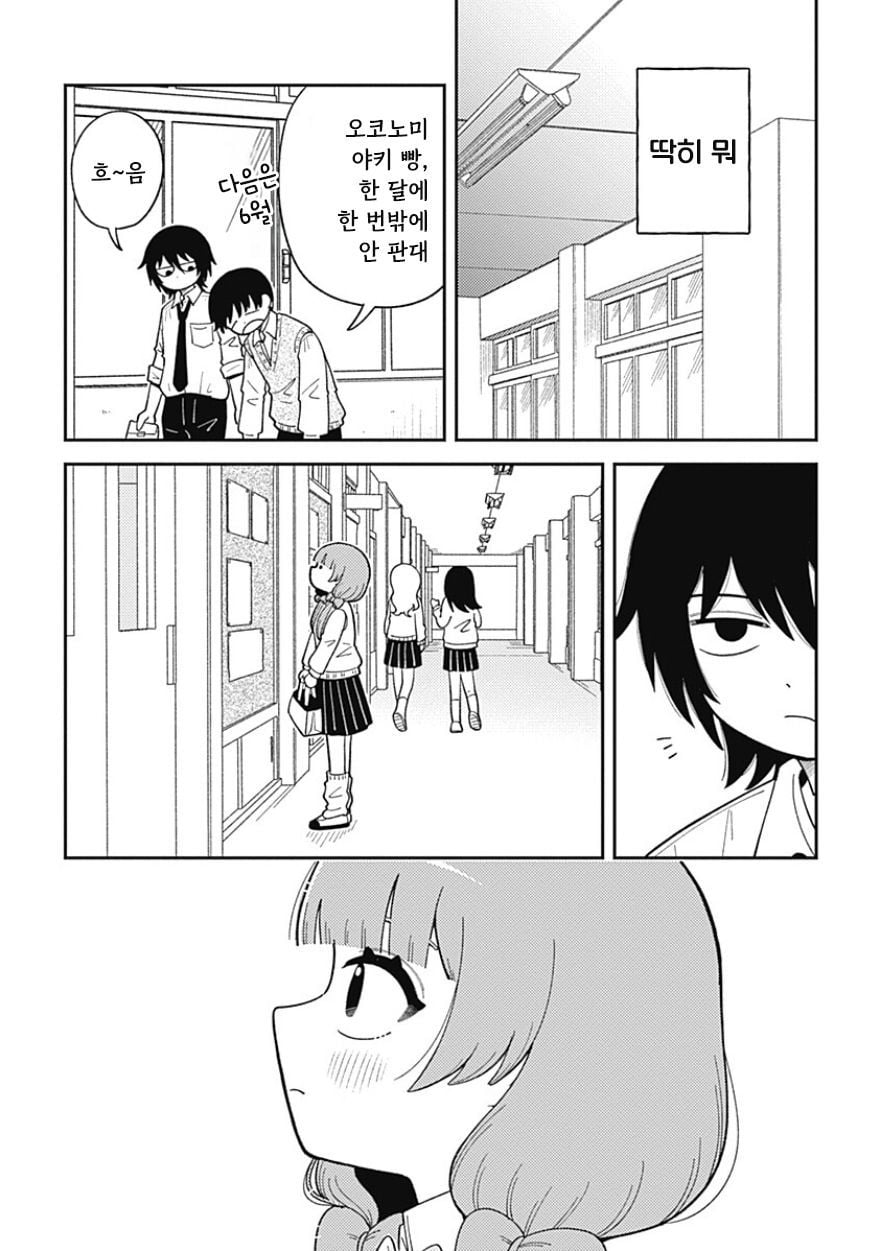 딱히 뭐
오코노미
야키 빵,
한 달에
한 번밖에
안 판대
다음은
6월
흐~음